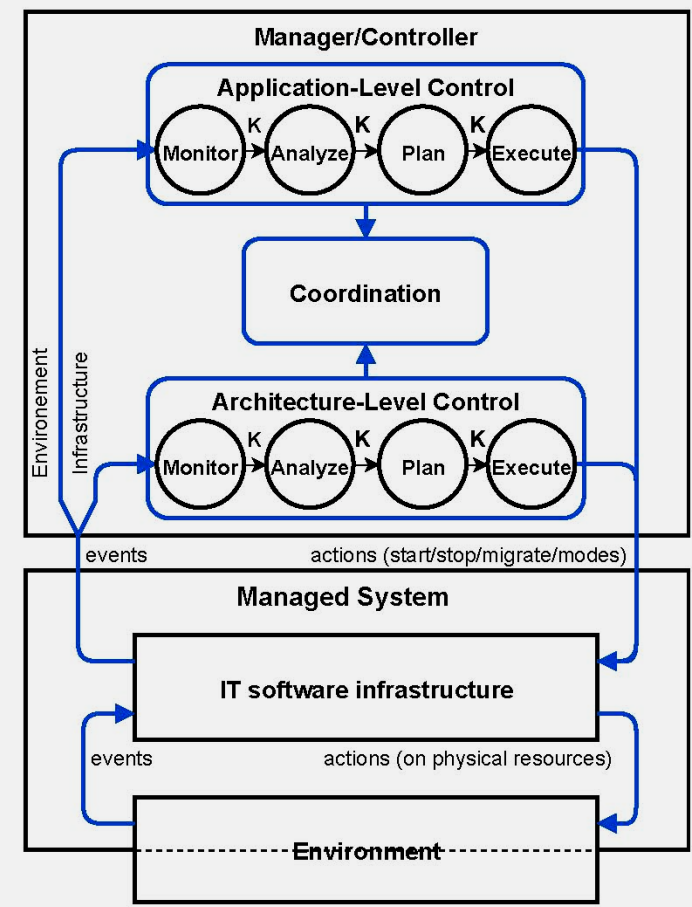 Manager/Controller
Application-Level Control
K K K
Monitor Analyze Plan Execute
Coordination
Environement
Infrastructure
Architecture-Level Control
K K K
Monitor Analyze Plan Execute
events actions (start/stop/migrate/modes)
Managed System
IT software infrastructure
events actions (on physical resources)
Environment